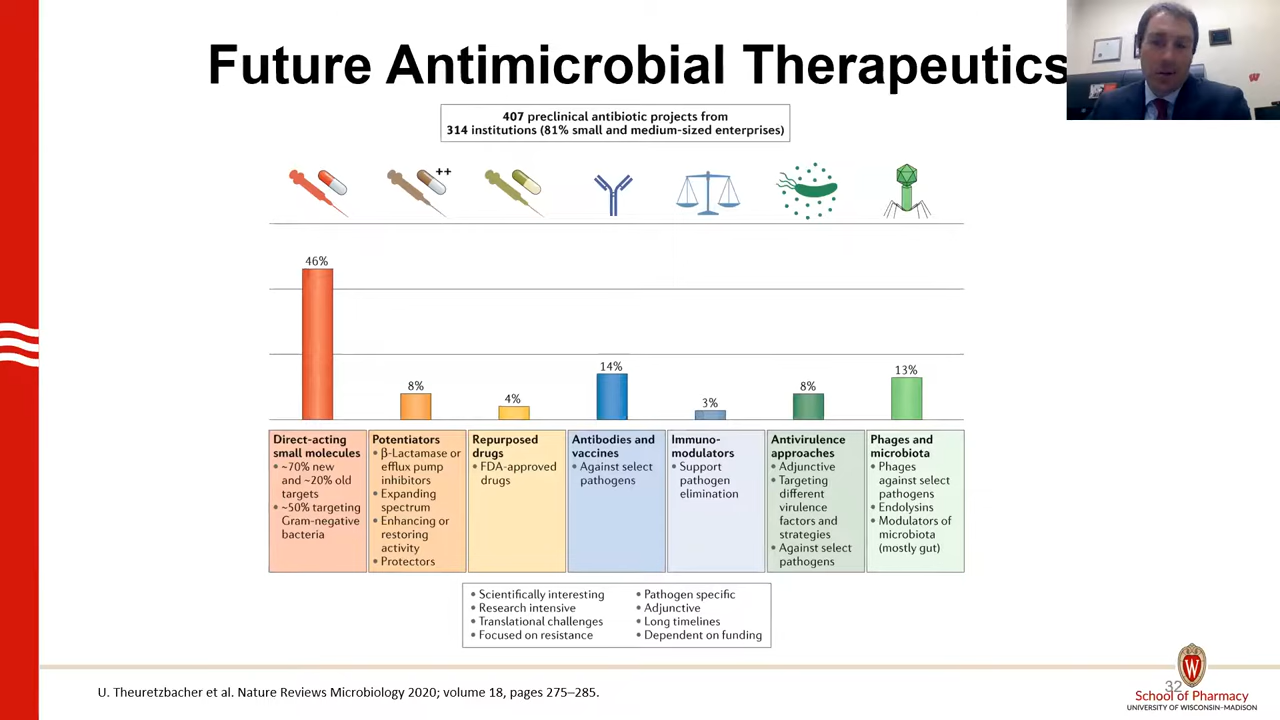 Future Antimicrobial Therapeutics
407 preclinical antibiotic projects from
314 institutions (81% small and medium-sized enterprises)
++
46%
8%
4%
14%
3%
8%
13%
Direct-acting
small molecules
• ~70% new
and ~20% old
targets
• ~50% targeting
Gram-negative
bacteria
Potentiators
• β-Lactamase or
efflux pump
inhibitors
• Expanding
spectrum
• Enhancing or
restoring
activity
• Protectors
Repurposed
drugs
• FDA-approved
drugs
Antibodies and
vaccines
• Against select
pathogens
Immuno-
modulators
• Support
pathogen
elimination
Antivirulence
approaches
• Adjunctive
• Targeting
different
virulence
factors and
strategies
• Against select
pathogens
Phages and
microbiota
• Phages
against select
pathogens
• Endolysins
• Modulators of
microbiota
(mostly gut)
• Scientifically interesting
• Research intensive
• Translational challenges
• Focused on resistance
• Pathogen specific
• Adjunctive
• Long timelines
• Dependent on funding
U. Theuretzbacher et al. Nature Reviews Microbiology 2020; volume 18, pages 275–285.
W
32
School of Pharmacy
UNIVERSITY OF WISCONSIN-MADISON